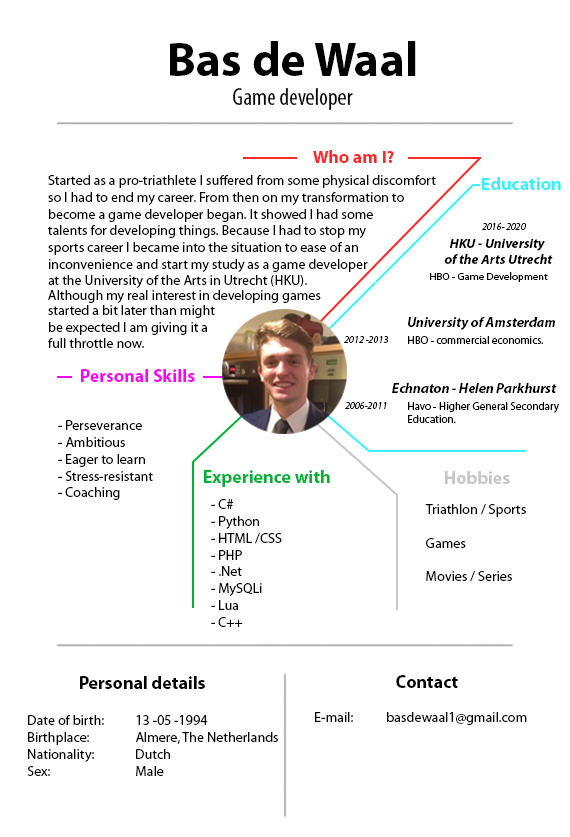 Bas de Waal
Game developer
Who am I?
Started as a pro-triathlete I suffered from some physical discomfort
so I had to end my career. From then on my transformation to
become a game developer began. It showed I had some
talents for developing things. Because I had to stop my
sports career I became into the situation to ease of an
inconvenience and start my study as a game developer
at the University of the Arts in Utrecht (HKU).
Although my real interest in developing games
started a bit later than might
be expected I am giving it a
full throttle now.
Education
2016-2020
HKU - University
of the Arts Utrecht
HBO - Game Development
University of Amsterdam
2012 -2013
HBO - commercial economics.
Echnaton - Helen Parkhurst
2006-2011
Havo - Higher General Secondary
Education.
Personal Skills
- Perseverance
- Ambitious
- Eager to learn
- Stress-resistant
- Coaching
Experience with
- C#
- Python
- HTML /CSS
- PHP
- .Net
- MySQLi
- Lua
- C++
Hobbies
Triathlon / Sports
Games
Movies / Series
Personal details
Date of birth: 13 -05 -1994
Birthplace: Almere, The Netherlands
Nationality: Dutch
Sex: Male
Contact
E-mail: basdewaal1@gmail.com